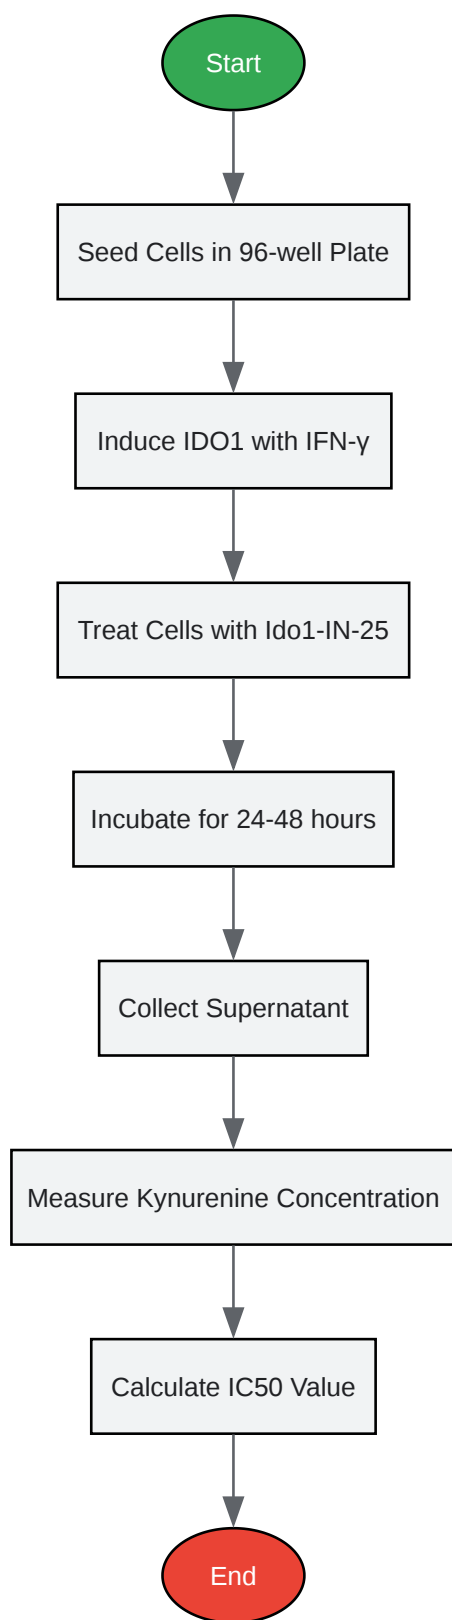 Start
Seed Cells in 96-well Plate
Induce IDO1 with IFN-γ
Treat Cells with Ido1-IN-25
Incubate for 24-48 hours
Collect Supernatant
Measure Kynurenine Concentration
Calculate IC50 Value
End